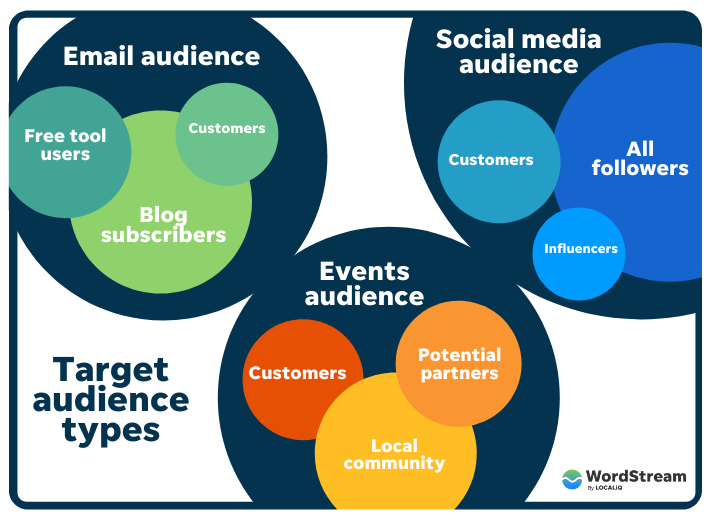 Email audience
Free tool
users
Customers
Blog
subscribers
Social media
audience
Customers
All
followers
Influencers
Events
audience
Customers
Potential
partners
Local
community
Target
audience
types
WordStream
By LOCALiQ